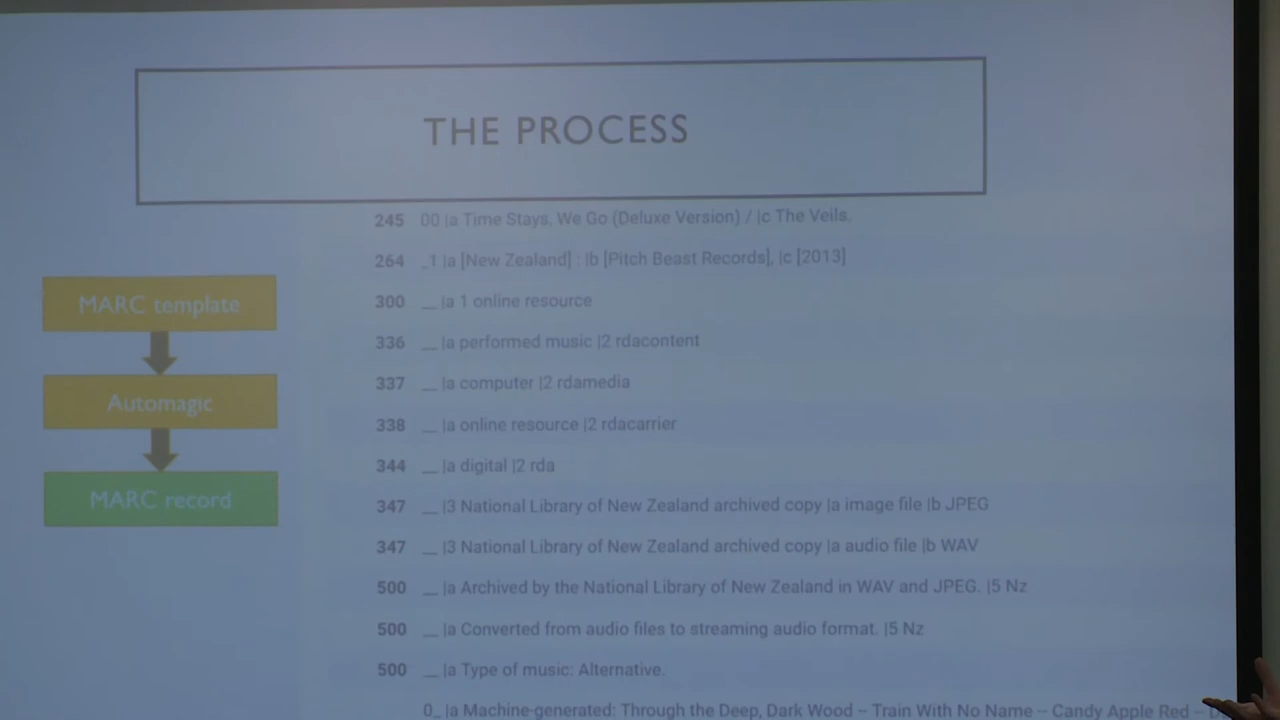 THE PROCESS
245 00 |a Time Stays, We Go (Deluxe Version) / |c The Veils.
264 _1 |a [New Zealand] : |b [Pitch Beast Records], |c [2013]
300 __ |a 1 online resource
336 __ |a performed music |2 rdacontent
337 __ |a computer |2 rdamedia
338 __ |a online resource |2 rdacarrier
344 __ |a digital |2 rda
347 __ |3 National Library of New Zealand archived copy |a image file |b JPEG
347 __ |3 National Library of New Zealand archived copy |a audio file |b WAV
500 __ |a Archived by the National Library of New Zealand in WAV and JPEG. |5 Nz
500 __ |a Converted from audio files to streaming audio format. |5 Nz
500 __ |a Type of music: Alternative.
0_ |a Machine-generated: Through the Deep, Dark Wood -- Train With No Name -- Candy Apple Red --
MARC template
Automagic
MARC record